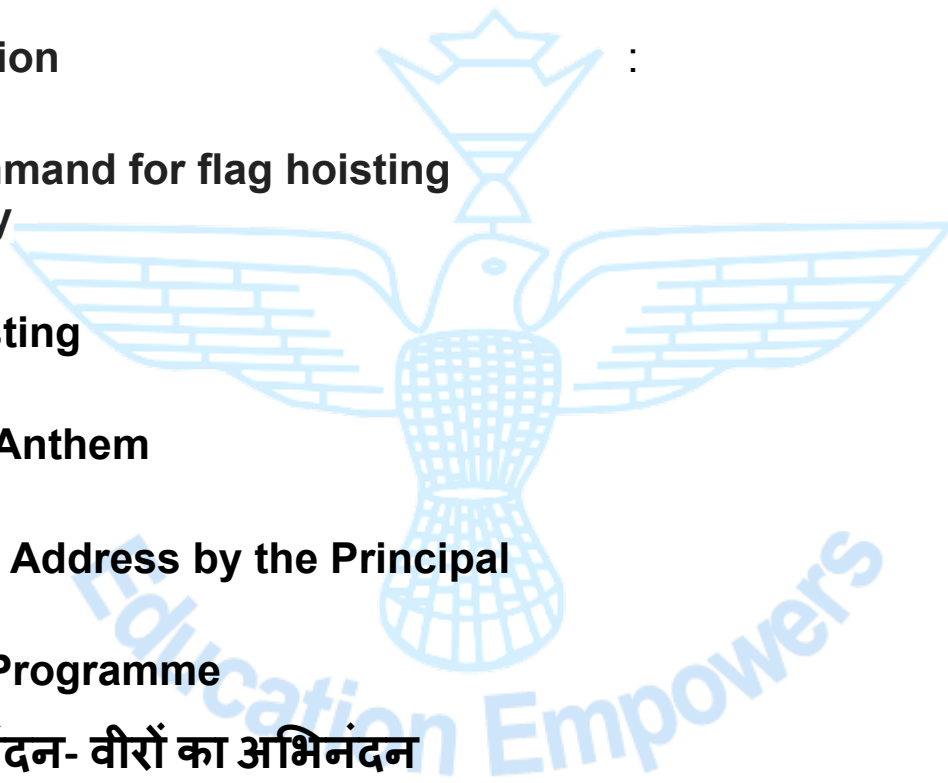 ion :
mand for flag hoisting
y
sting
Anthem
Address by the Principal
Programme
दन- वीरों का अभिनंदन
Education Empowers